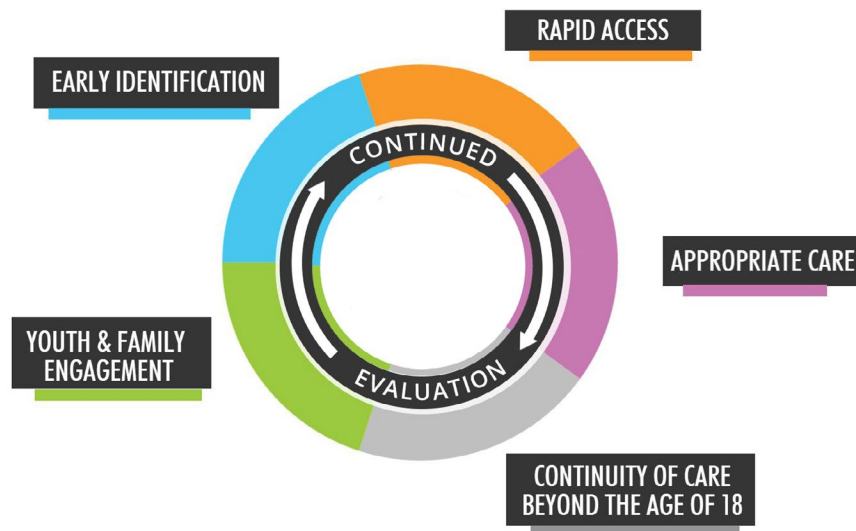 RAPID ACCESS
EARLY IDENTIFICATION
CONTINUED
APPROPRIATE CARE
YOUTH & FAMILY
ENGAGEMENT
EVALUATION
CONTINUITY OF CARE
BEYOND THE AGE OF 18